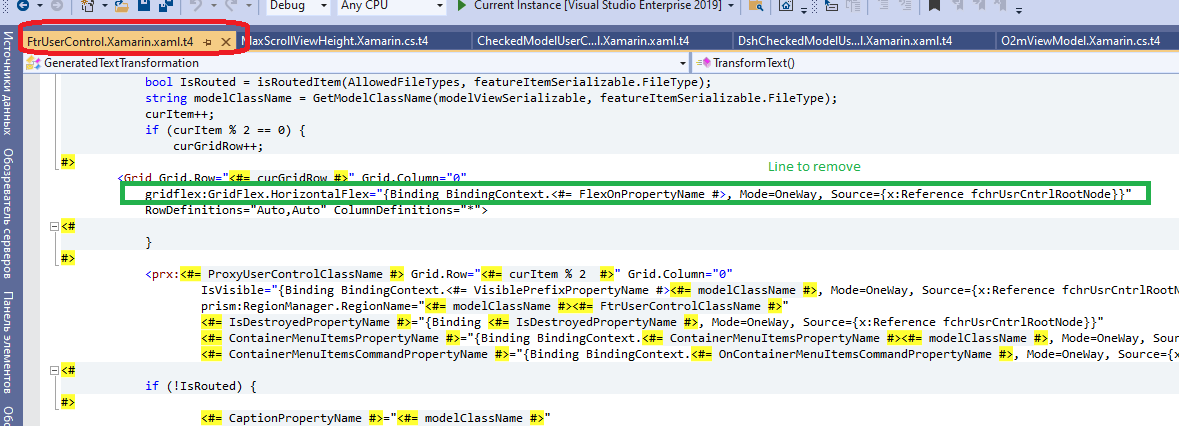 Debug
Any CPU
Current Instance [Visual Studio Enterprise 2019]
FtrUserControl.Xamarin.xaml.t4
MaxScrollViewHeight.Xamarin.cs.t4
CheckedModelUserC...l.Xamarin.xaml.t4
DshCheckedModelUs...l.Xamarin.xaml.t4
O2mViewModel.Xamarin.cs.t4
GeneratedTextTransformation
TransformText()
Источники данных
Обозреватель серверов
Панель элементов
bool IsRouted = isRoutedItem(AllowedFileTypes, featureItemSerializable.FileType);
string modelClassName = GetModelClassName(modelViewSerializable, featureItemSerializable.FileType);
curItem++;
if (curItem % 2 == 0) {
curGridRow++;
#>
Line to remove
<Grid Grid.Row="<#= curGridRow #>" Grid.Column="0"
gridflex:GridFlex.HorizontalFlex="{Binding BindingContext.<#= FlexOnPropertyName #>, Mode=OneWay, Source={x:Reference fchrUsrCntrlRootNode}}"
RowDefinitions="Auto,Auto" ColumnDefinitions="*">
<#
}
#>
<prx:<#= ProxyUserControlClassName #> Grid.Row="<#= curItem % 2  #>" Grid.Column="0"
IsVisible="{Binding BindingContext.<#= VisiblePrefixPropertyName #><#= modelClassName #>, Mode=OneWay, Source={x:Reference fchrUsrCntrlRootN
prism:RegionManager.RegionName="<#= modelClassName #><#= FtrUserControlClassName #>"
<#= IsDestroyedPropertyName #>="{Binding <#= IsDestroyedPropertyName #>, Mode=OneWay, Source={x:Reference fchrUsrCntrlRootNode}}"
<#= ContainerMenuItemsPropertyName #>="{Binding BindingContext.<#= ContainerMenuItemsPropertyName #><#= modelClassName #>, Mode=OneWay, Sou
<#= ContainerMenuItemsCommandPropertyName #>="{Binding BindingContext.<#= OnContainerMenuItemsCommandPropertyName #>, Mode=OneWay, Source={x
<#
if (!IsRouted) {
#>
<#= CaptionPropertyName #>="<#= modelClassName #>"